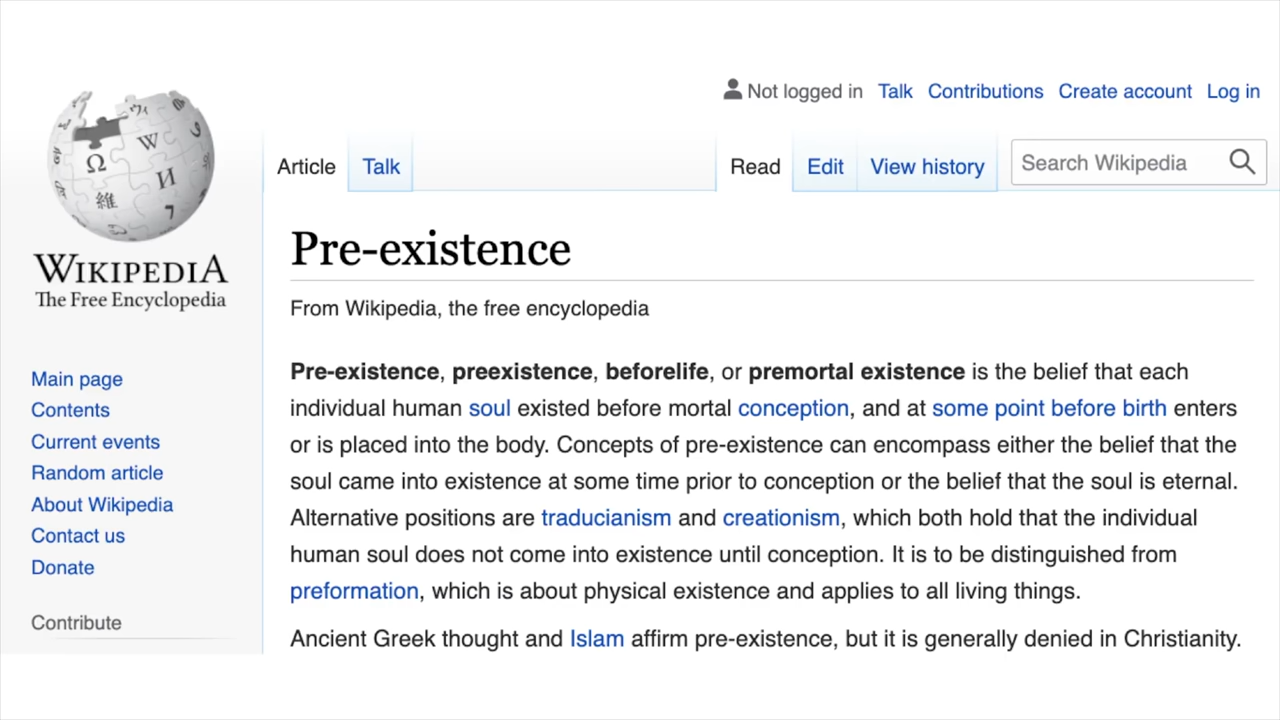 Not logged in Talk Contributions Create account Log in
Article Talk Read Edit View history Search Wikipedia
Ω W И 維 7
WIKIPEDIA
The Free Encyclopedia
Main page
Contents
Current events
Random article
About Wikipedia
Contact us
Donate
Contribute
Pre-existence
From Wikipedia, the free encyclopedia
Pre-existence, preexistence, beforelife, or premortal existence is the belief that each
individual human soul existed before mortal conception, and at some point before birth enters
or is placed into the body. Concepts of pre-existence can encompass either the belief that the
soul came into existence at some time prior to conception or the belief that the soul is eternal.
Alternative positions are traducianism and creationism, which both hold that the individual
human soul does not come into existence until conception. It is to be distinguished from
preformation, which is about physical existence and applies to all living things.
Ancient Greek thought and Islam affirm pre-existence, but it is generally denied in Christianity.